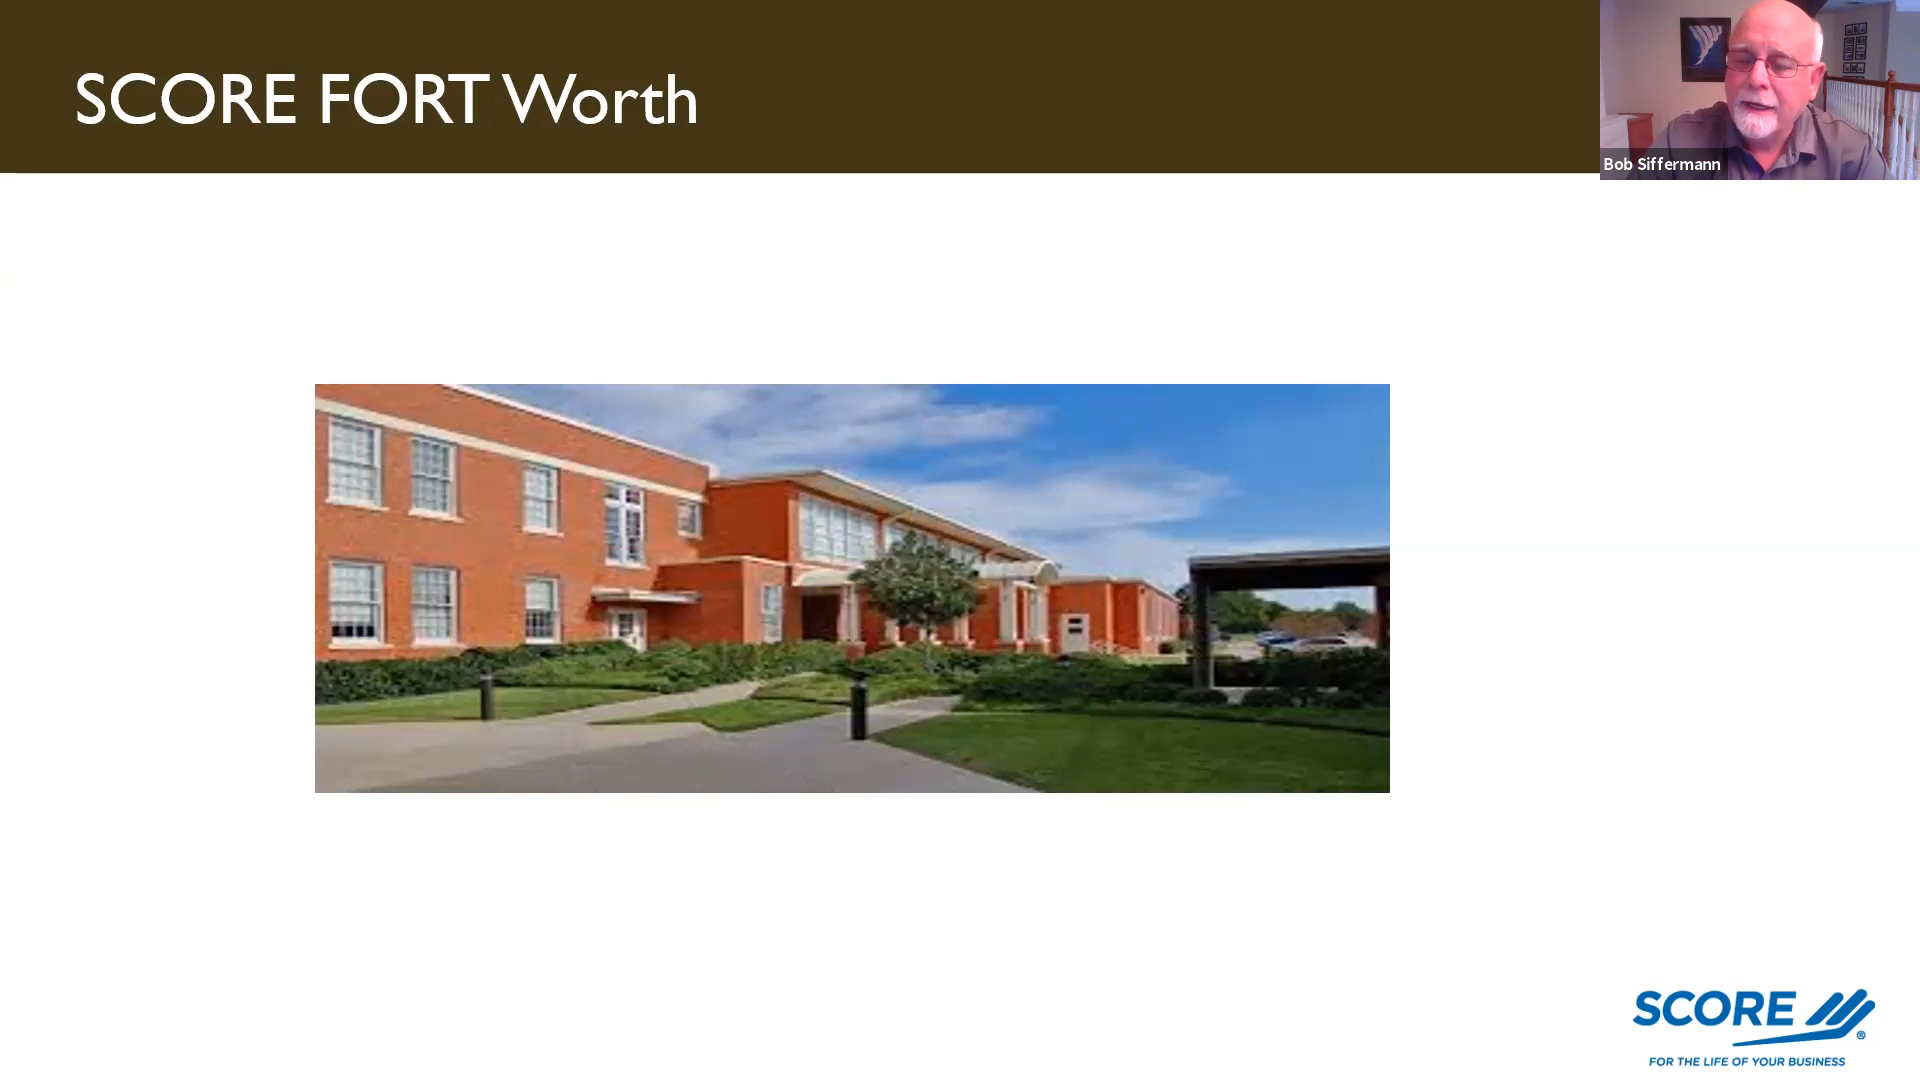 SCORE FORT Worth
Bob Siffermann
SCORE
®
FOR THE LIFE OF YOUR BUSINESS